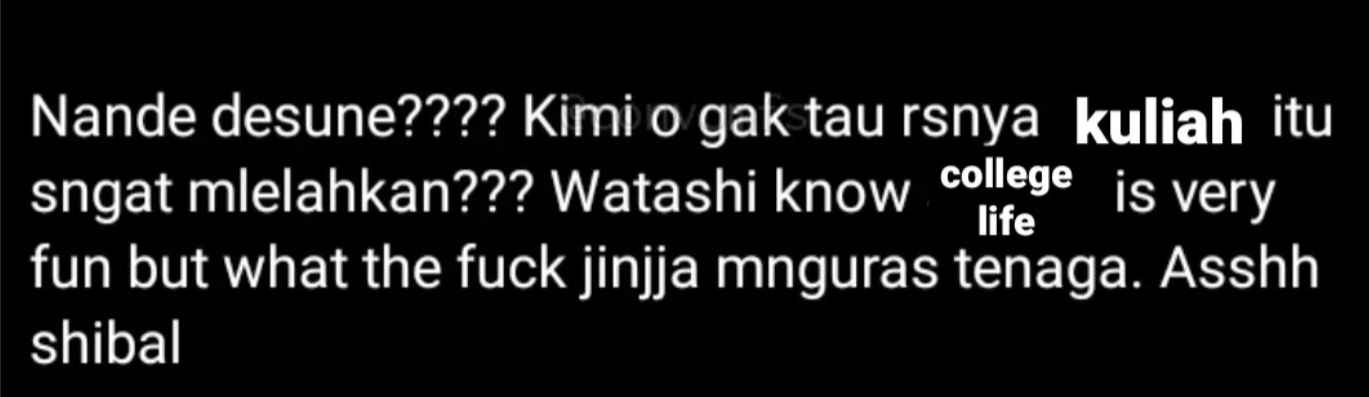 Nande desune???? Kimi o gak tau rsnya kuliah itu
sngat mlelahkan??? Watashi know college life is very
fun but what the fuck jinjja mnguras tenaga. Asshh
shibal